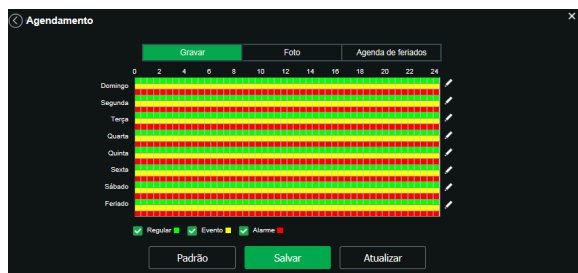 Agendamento
Gravar Foto Agenda de feriados
0 2 4 6 8 10 12 14 16 18 20 22 24
Domingo
Segunda
Terça
Quarta
Quinta
Sexta
Sábado
Feriado
Regular Evento Alarme
Padrão Salvar Atualizar